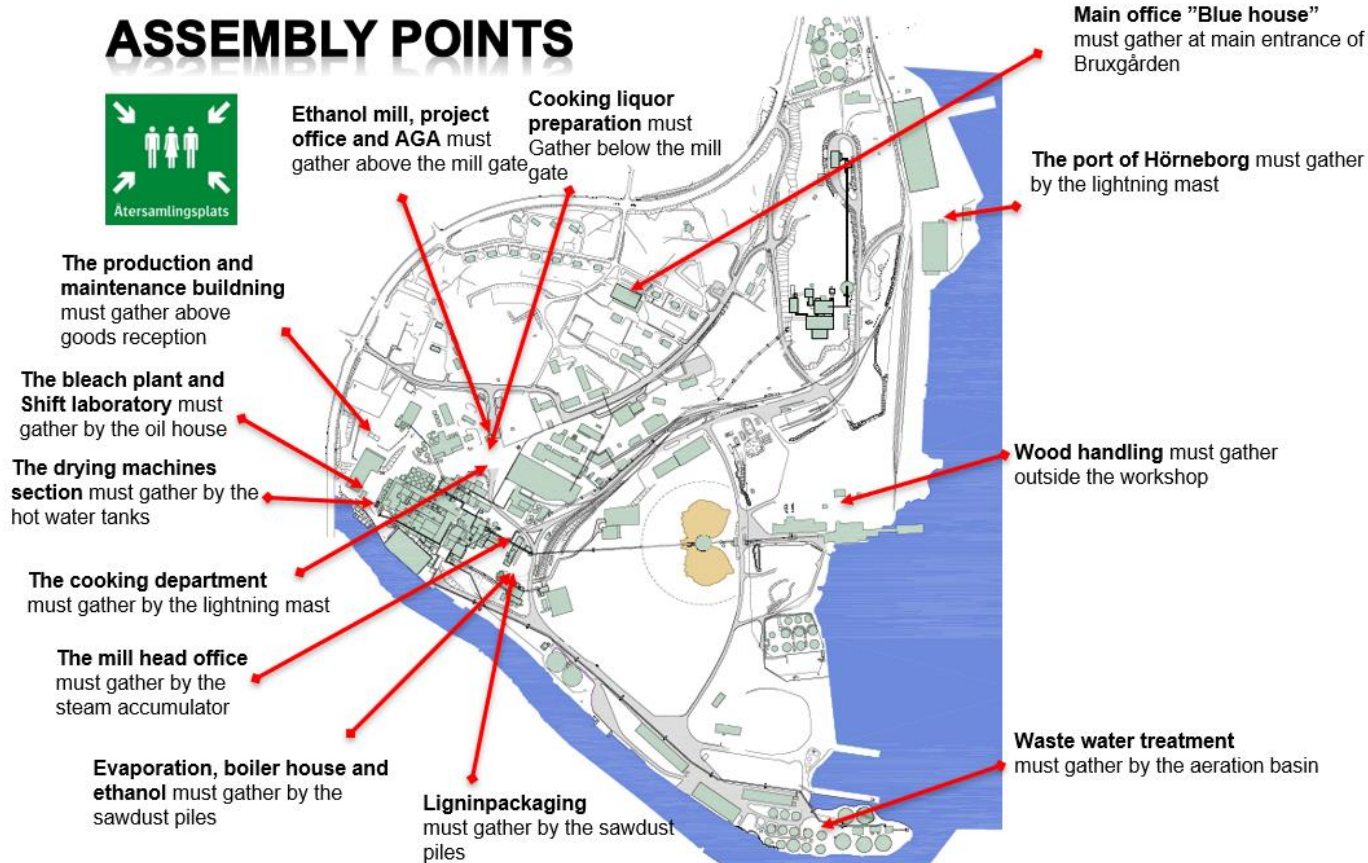 ASSEMBLY POINTS
Återsamlingsplats
Ethanol mill, project
office and AGA must
gather above the mill gate
Cooking liquor
preparation must
Gather below the mill
gate
Main office ”Blue house”
must gather at main entrance of
Bruxgården
The port of Hörneborg must gather
by the lightning mast
The production and
maintenance buildning
must gather above
goods reception
The bleach plant and
Shift laboratory must
gather by the oil house
The drying machines
section must gather by the
hot water tanks
Wood handling must gather
outside the workshop
The cooking department
must gather by the lightning mast
The mill head office
must gather by the
steam accumulator
Evaporation, boiler house and
ethanol must gather by the
sawdust piles
Ligninpackaging
must gather by the sawdust
piles
Waste water treatment
must gather by the aeration basin